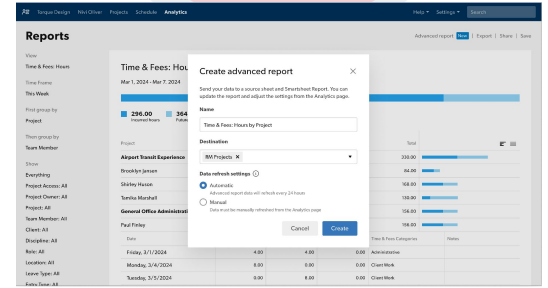 Torque Design Nivi Oliver Projects Schedule Analytics Help Settings Search
Reports
Advanced report New | Export | Share | Save
View
Time & Fees: Hours
Time Frame
This Week
First group by
Project
Then group by
Team Member
Show
Everything
Project Access: All
Project Owner: All
Project: All
Team Member: All
Client: All
Discipline: All
Role: All
Location: All
Leave Type: All
Entry Type: All
Time & Fees: Hou
Mar 1, 2024 - Mar 7, 2024
296.00 364
Incurred hours Future
Project Total
Airport Transit Experience 330.00
Brooklyn Jansen 84.00
Shirley Huson 168.00
Tamika Marshall
General Office Administrati 156.00
Paul Finley 156.00
Date Time & Fees Categories Notes
Friday, 3/1/2024 4.00 4.00 0.00 Administrative
Monday, 3/4/2024 8.00 0.00 0.00 Client Work
Tuesday, 3/5/2024 0.00 8.00 0.00 Client Work
Create advanced report
Send your data to a source sheet and Smartsheet Report. You can
update the report and adjust the settings from the Analytics page.
Name
Time & Fees: Hours by Project
Destination
RM Projects
Data refresh settings
Automatic
Advanced report data will refresh every 24 hours
Manual
Data must be manually refreshed from the Analytics page
Cancel Create